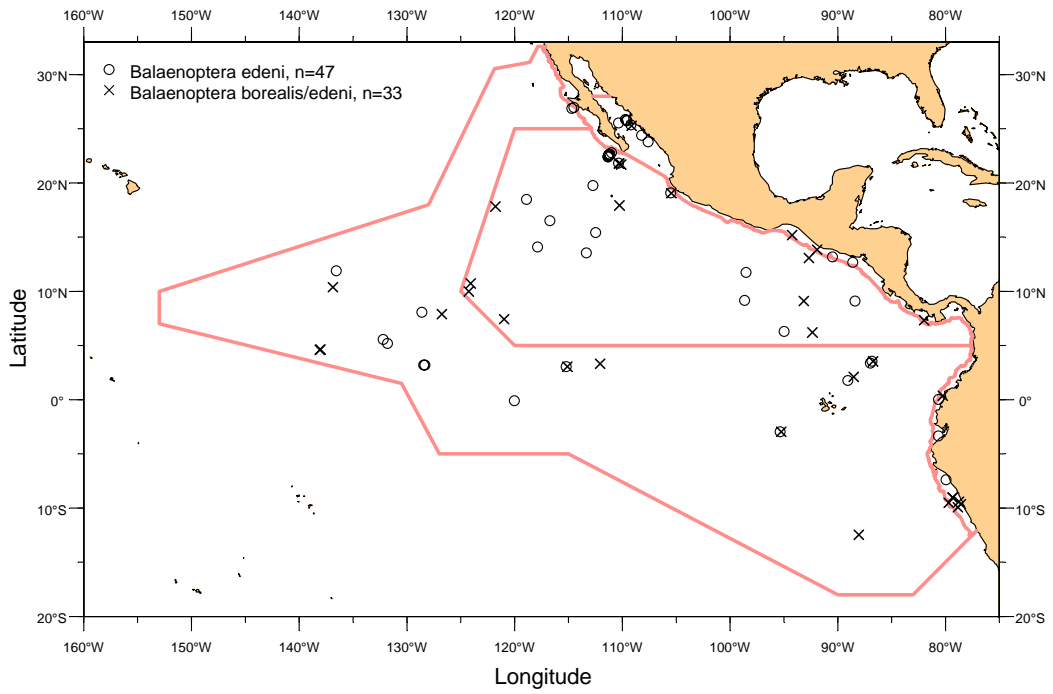 160°W 150°W 140°W 130°W 120°W 110°W 100°W 90°W 80°W
Balaenoptera edeni, n=47
Balaenoptera borealis/edeni, n=33
30°N 30°N
20°N 20°N
10°N 10°N
0° 0°
10°S 10°S
20°S 20°S
Latitude
160°W 150°W 140°W 130°W 120°W 110°W 100°W 90°W 80°W
Longitude